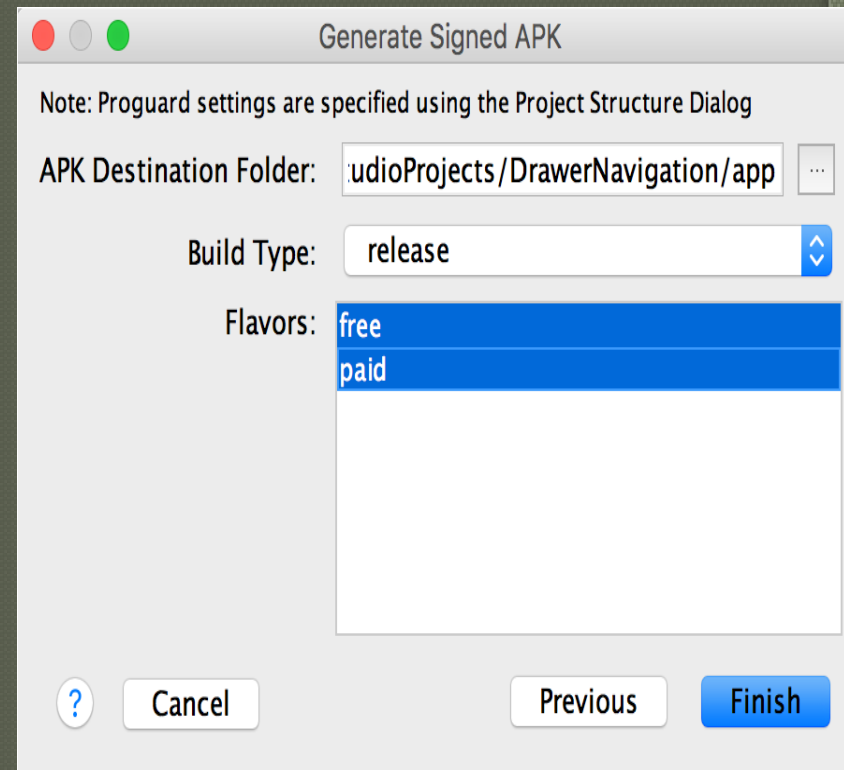 Generate Signed APK
Note: Proguard settings are specified using the Project Structure Dialog
APK Destination Folder: :udioProjects/DrawerNavigation/app ...
Build Type: release
Flavors: free
paid
? Cancel Previous Finish